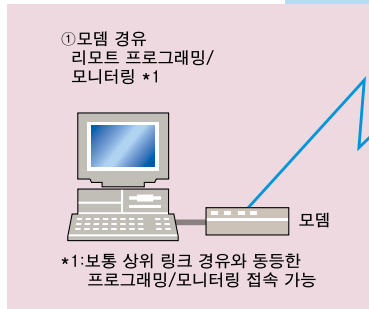 ①모뎀 경유
리모트 프로그래밍/
모니터링 *1
모뎀
*1:보통 상위 링크 경유와 동등한
프로그래밍/모니터링 접속 가능